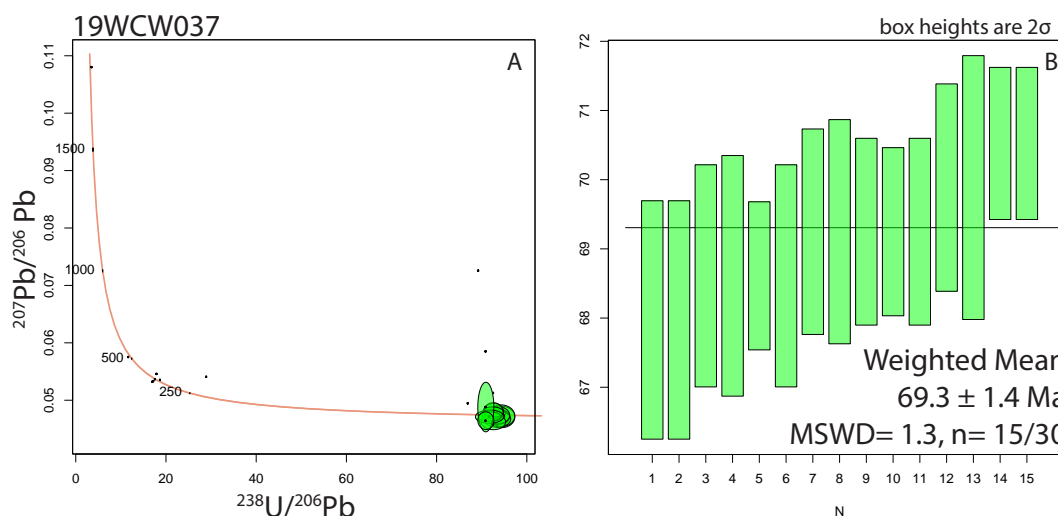 19WCW037
box heights are 2σ
A
B
0.11
0.10
0.09
0.08
0.07
0.06
0.05
1500
1000
500
250
207Pb/206 Pb
0 20 40 60 80 100
238U/206Pb
72
71
70
69
68
67
Weighted Mean
69.3 ± 1.4 Ma
MSWD= 1.3, n= 15/30
1 2 3 4 5 6 7 8 9 10 11 12 13 14 15
N